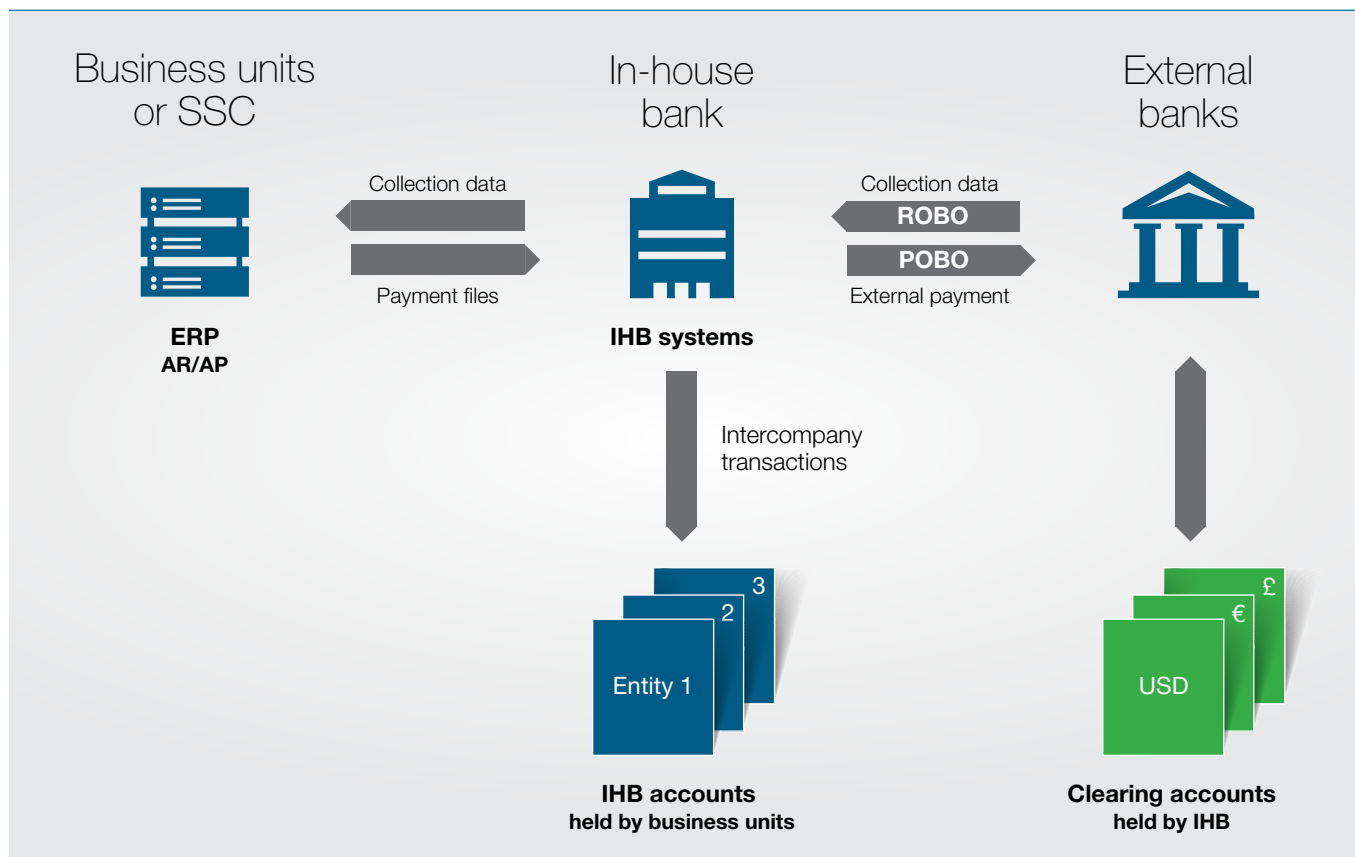 Business units
or SSC
In-house
bank
External
banks
Collection data
Payment files
ERP
AR/AP
IHB systems
Collection data
ROBO
POBO
External payment
Intercompany
transactions
3
2
Entity 1
IHB accounts
held by business units
£
€
USD
Clearing accounts
held by IHB